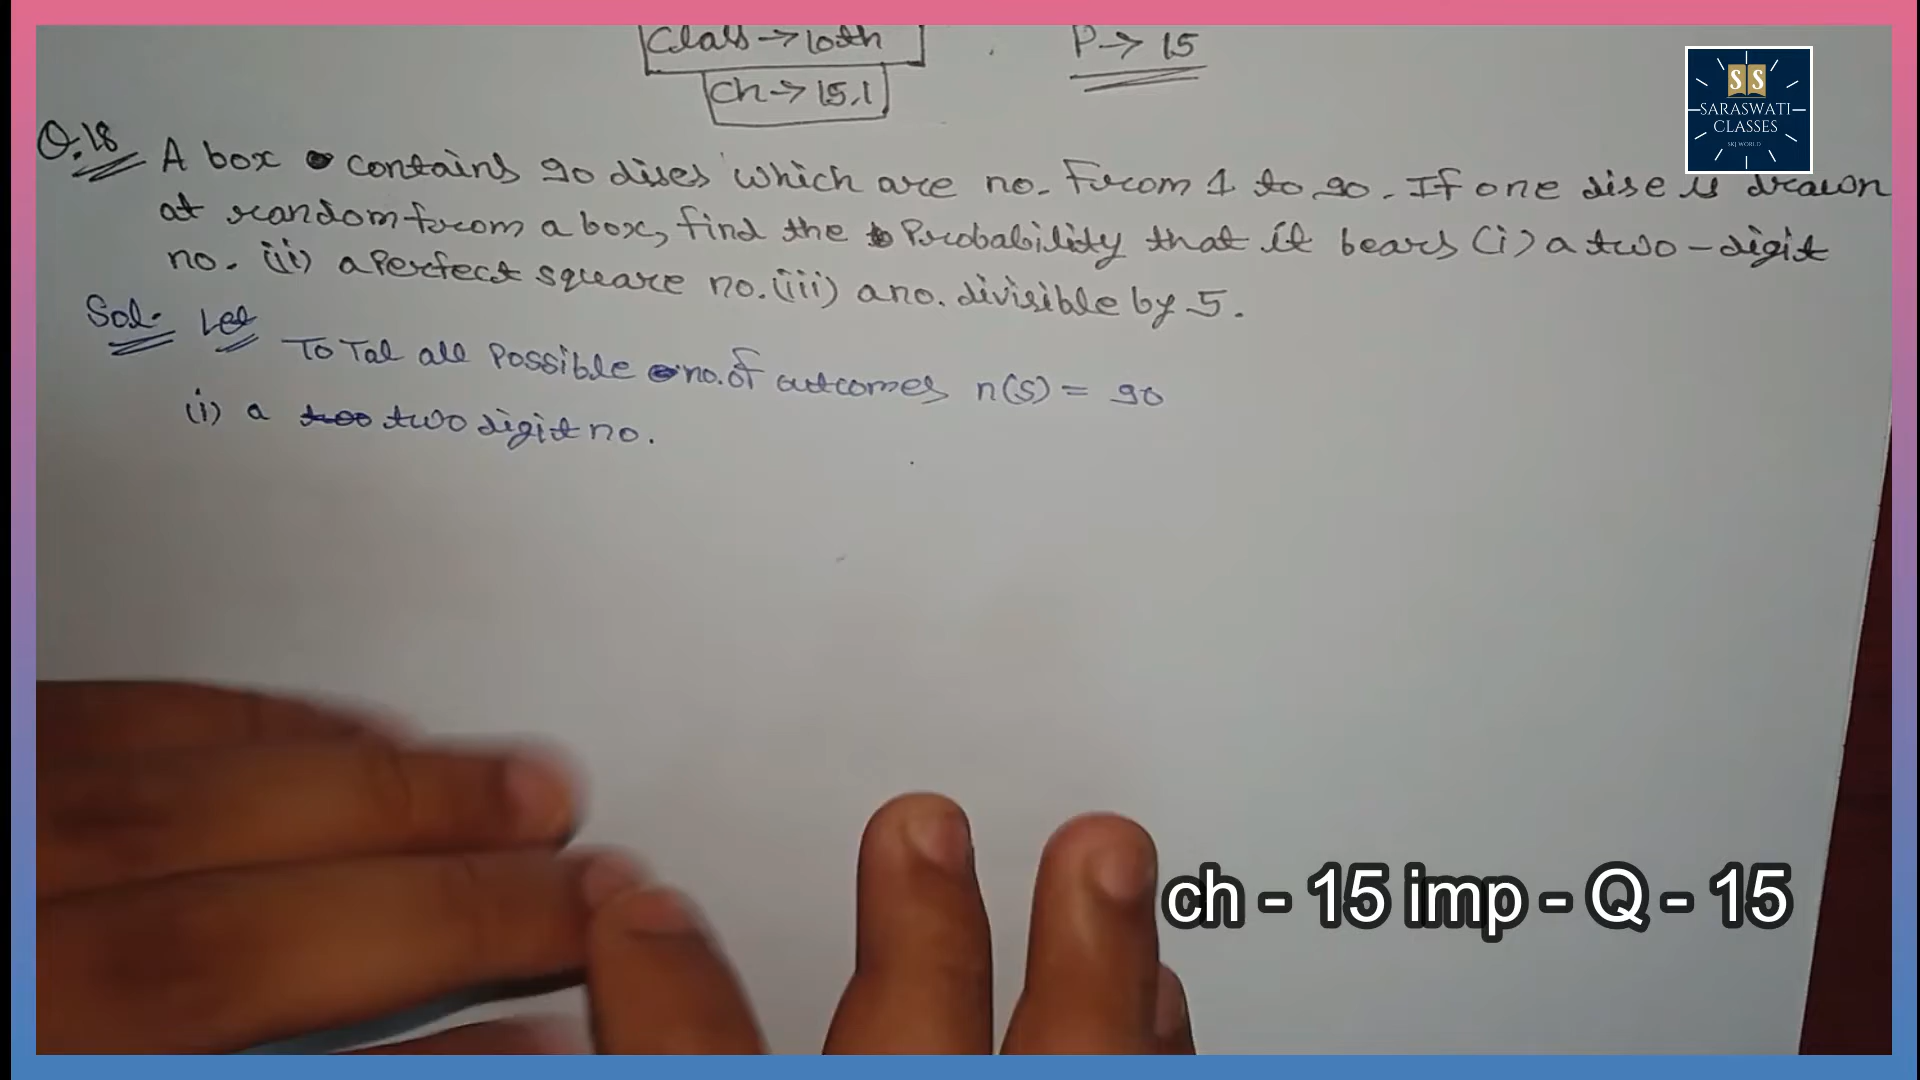 Class → 10th
P → 15
Ch → 15.1
SS
SARASWATI
CLASSES
SKJ WORLD
Q.18 A box contains 90 discs which are no. From 1 to 90. If one disc is drawn
at random from a box, find the Probability that it bears (i) a two-digit
no. (ii) a Perfect square no. (iii) a no. divisible by 5.
Sol. Let
ToTal all Possible no. of outcomes n(S) = 90
(i) a two digit no.
ch - 15 imp - Q - 15